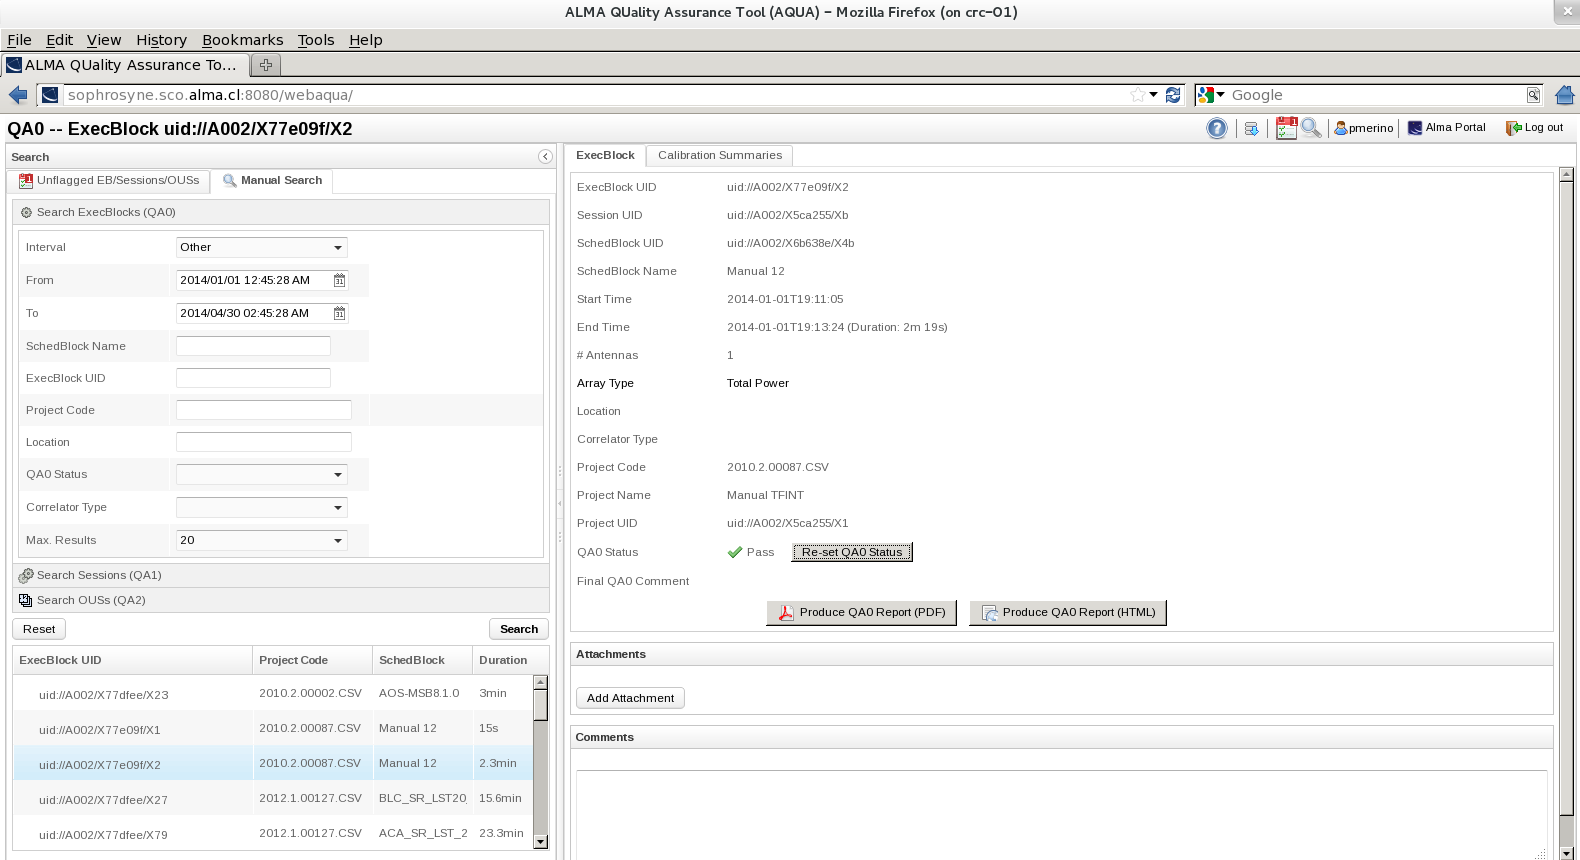 ALMA QUality Assurance Tool (AQUA) - Mozilla Firefox (on crc-01)
File Edit View History Bookmarks Tools Help
ALMA QUality Assurance To...
sophrosyne.sco.alma.cl:8080/webaqua/
Google
QA0 -- ExecBlock uid://A002/X77e09f/X2
pmerino
Alma Portal
Log out
Search
Unflagged EB/Sessions/OUSs
Manual Search
Search ExecBlocks (QA0)
Interval Other
From 2014/01/01 12:45:28 AM
To 2014/04/30 02:45:28 AM
SchedBlock Name
ExecBlock UID
Project Code
Location
QA0 Status
Correlator Type
Max. Results 20
Search Sessions (QA1)
Search OUSs (QA2)
Reset Search
ExecBlock UID Project Code SchedBlock Duration
uid://A002/X77dfee/X23 2010.2.00002.CSV AOS-MSB8.1.0 3min
uid://A002/X77e09f/X1 2010.2.00087.CSV Manual 12 15s
uid://A002/X77e09f/X2 2010.2.00087.CSV Manual 12 2.3min
uid://A002/X77dfee/X27 2012.1.00127.CSV BLC_SR_LST20_ 15.6min
uid://A002/X77dfee/X79 2012.1.00127.CSV ACA_SR_LST_2 23.3min
ExecBlock Calibration Summaries
ExecBlock UID uid://A002/X77e09f/X2
Session UID uid://A002/X5ca255/Xb
SchedBlock UID uid://A002/X6b638e/X4b
SchedBlock Name Manual 12
Start Time 2014-01-01T19:11:05
End Time 2014-01-01T19:13:24 (Duration: 2m 19s)
# Antennas 1
Array Type Total Power
Location
Correlator Type
Project Code 2010.2.00087.CSV
Project Name Manual TFINT
Project UID uid://A002/X5ca255/X1
QA0 Status Pass Re-set QA0 Status
Final QA0 Comment
Produce QA0 Report (PDF) Produce QA0 Report (HTML)
Attachments
Add Attachment
Comments